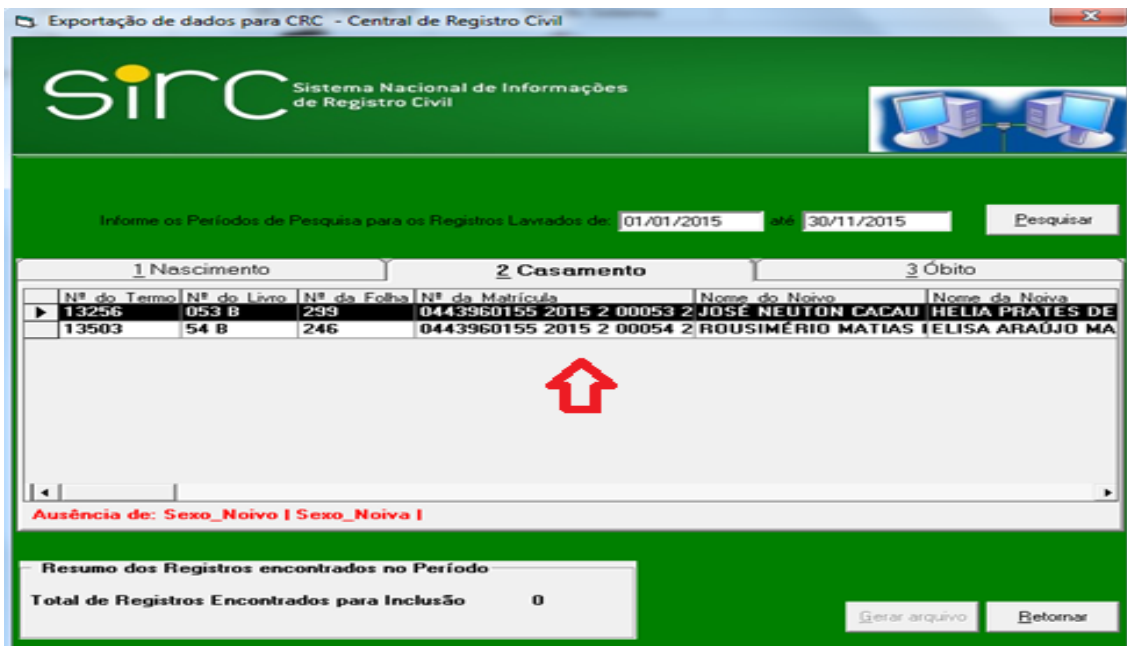 Exportação de dados para CRC - Central de Registro Civil
sirc
Sistema Nacional de Informações
de Registro Civil
Informe os Períodos de Pesquisa para os Registros Lavrados de: 01/01/2015 até 30/11/2015 Pesquisar
1 Nascimento 2 Casamento 3 Óbito
Nº do Termo Nº do Livro Nº da Folha Nº da Matrícula Nome do Noivo Nome da Noiva
13256 053 B 299 0443960155 2015 2 00053 2 JOSÉ NEUTON CACAU HELIA PRATES DE
13503 54 B 246 0443960155 2015 2 00054 2 ROUSIMÉRIO MATIAS ELISA ARAÚJO MA
Ausência de: Sexo_Noivo | Sexo_Noiva |
Resumo dos Registros encontrados no Período
Total de Registros Encontrados para Inclusão 0
Gerar arquivo Retornar